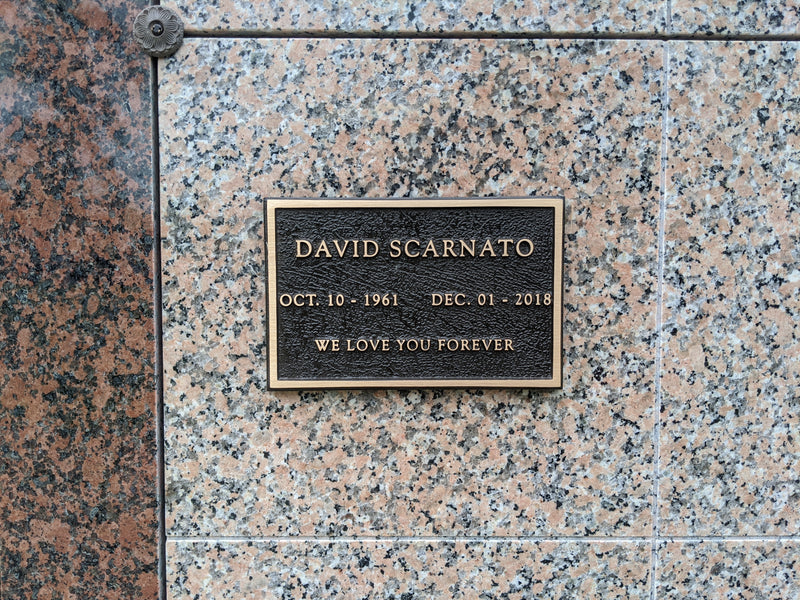 DAVID SCARNATO
OCT. 10 - 1961 DEC. 01 - 2018
WE LOVE YOU FOREVER